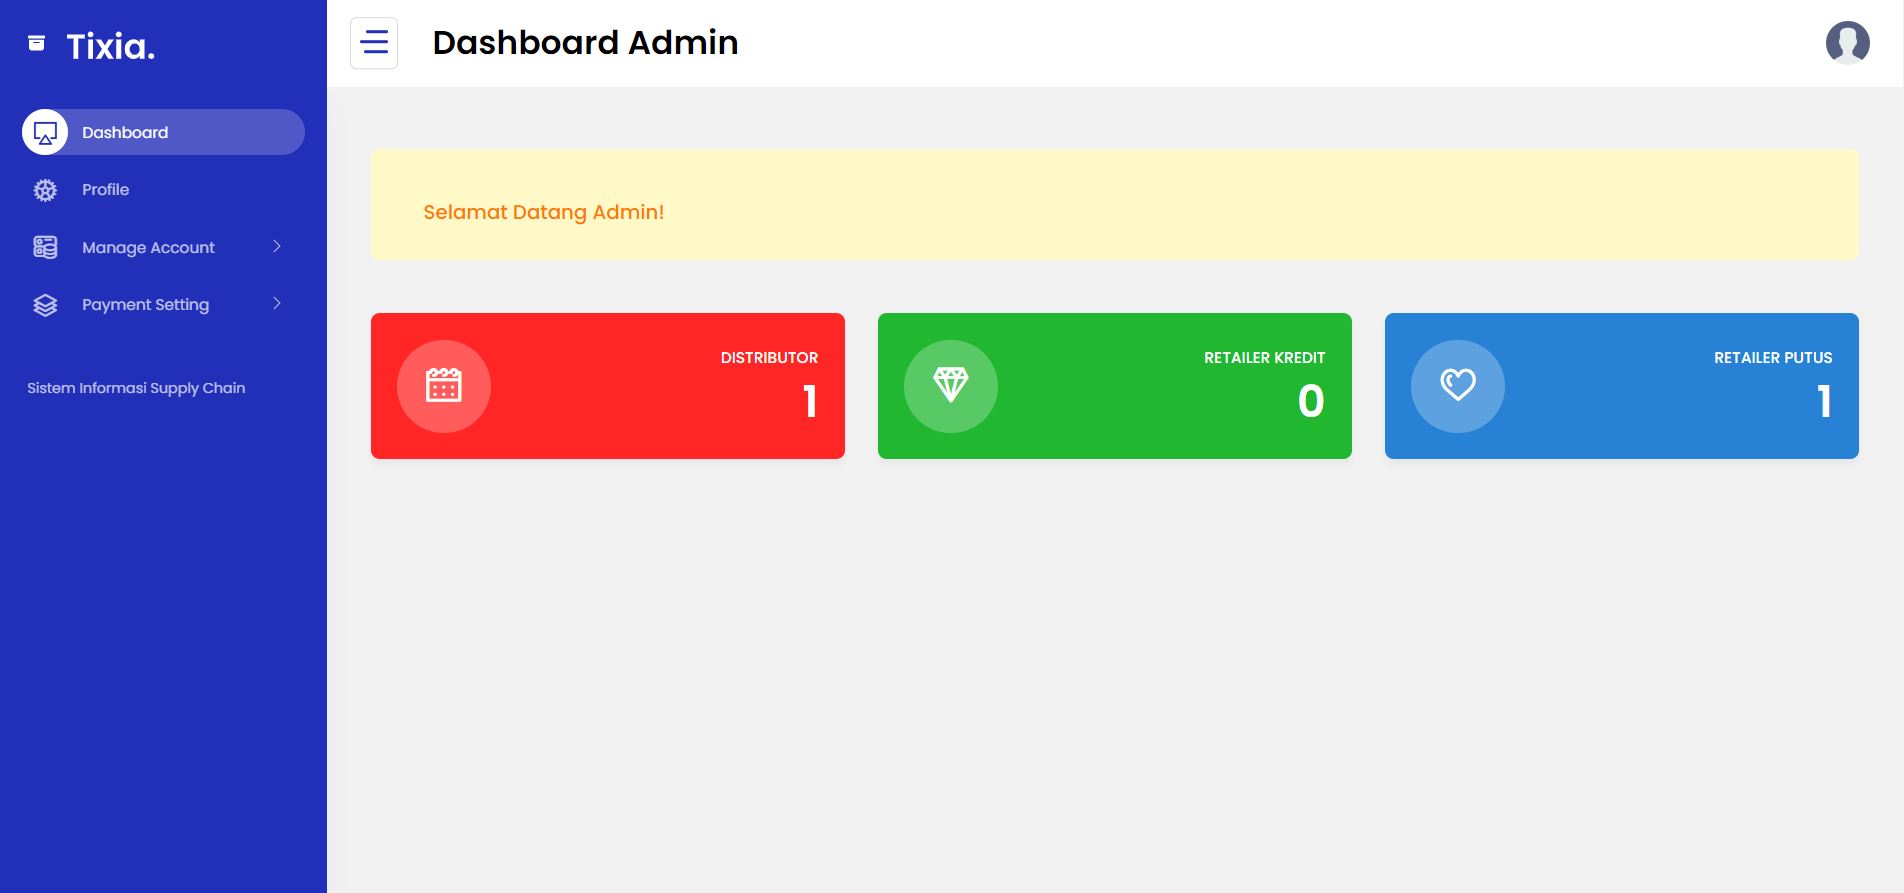 Tixia.
Dashboard Admin
Dashboard
Profile
Manage Account
Payment Setting
Sistem Informasi Supply Chain
Selamat Datang Admin!
DISTRIBUTOR
1
RETAILER KREDIT
0
RETAILER PUTUS
1